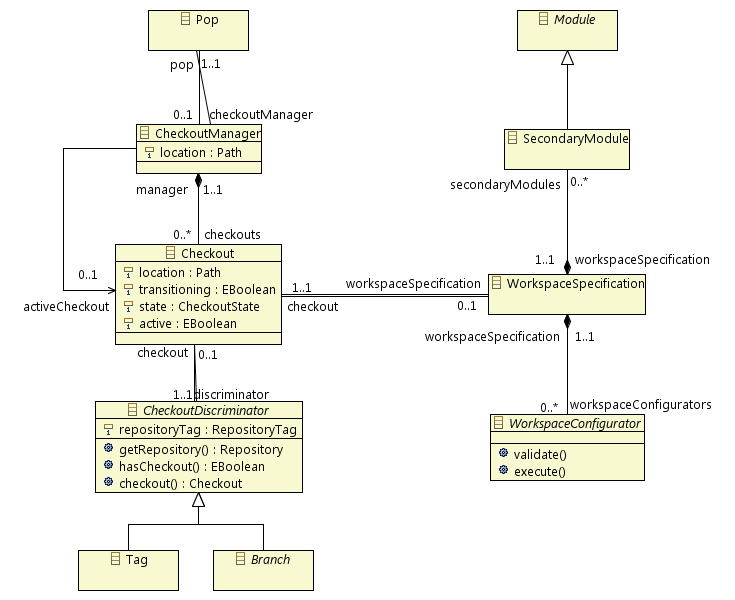 Pop
Module
pop
1..1
0..1
checkoutManager
CheckoutManager
location : Path
SecondaryModule
secondaryModules
0..*
manager
1..1
0..*
checkouts
1..1
workspaceSpecification
Checkout
location : Path
transitioning : EBoolean
state : CheckoutState
active : EBoolean
0..1
activeCheckout
1..1
checkout
workspaceSpecification
0..1
WorkspaceSpecification
workspaceSpecification
1..1
checkout
0..1
1..1
discriminator
0..*
workspaceConfigurators
CheckoutDiscriminator
repositoryTag : RepositoryTag
getRepository() : Repository
hasCheckout() : EBoolean
checkout() : Checkout
WorkspaceConfigurator
validate()
execute()
Tag
Branch